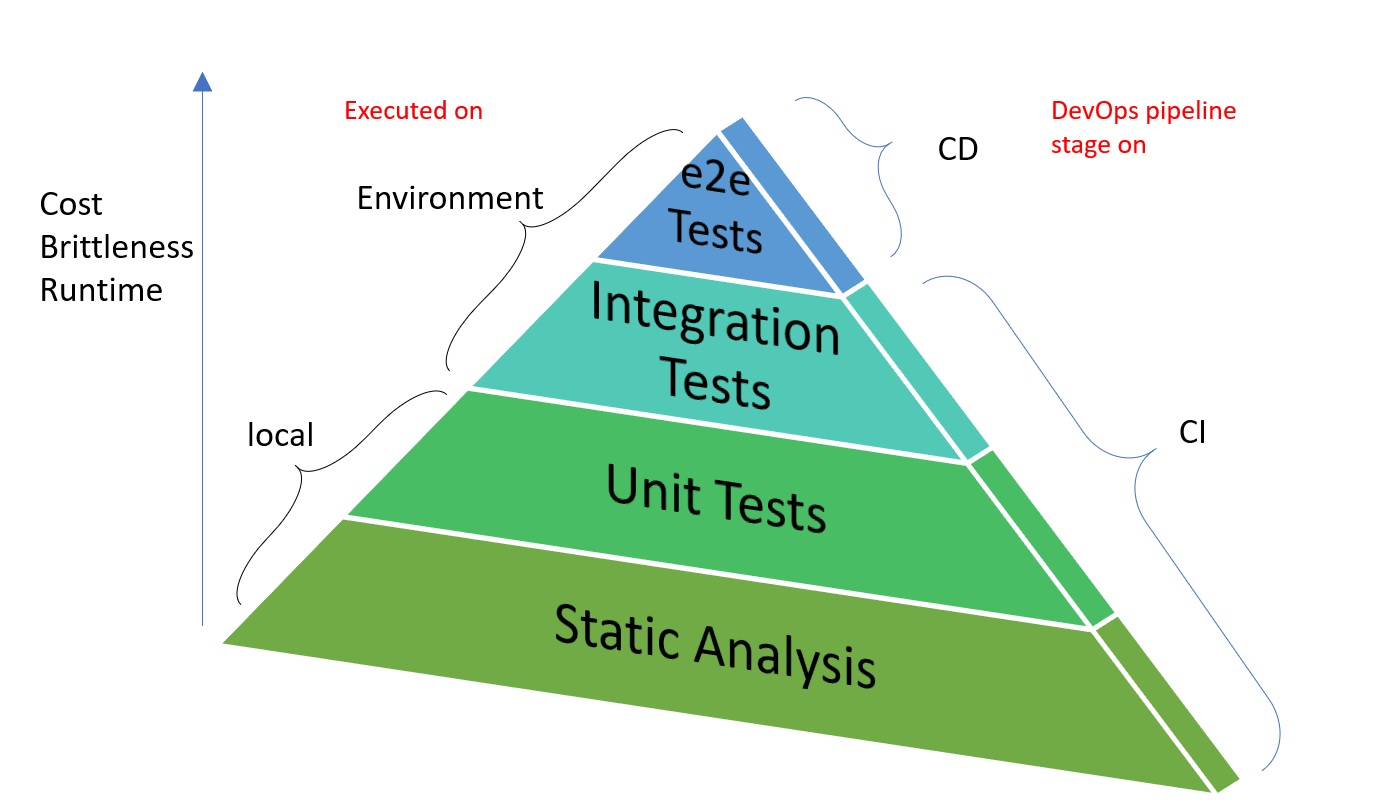 Executed on
DevOps pipeline
stage on
CD
Environment
Cost
Brittleness
Runtime
e2e
Tests
Integration
Tests
local
CI
Unit Tests
Static Analysis